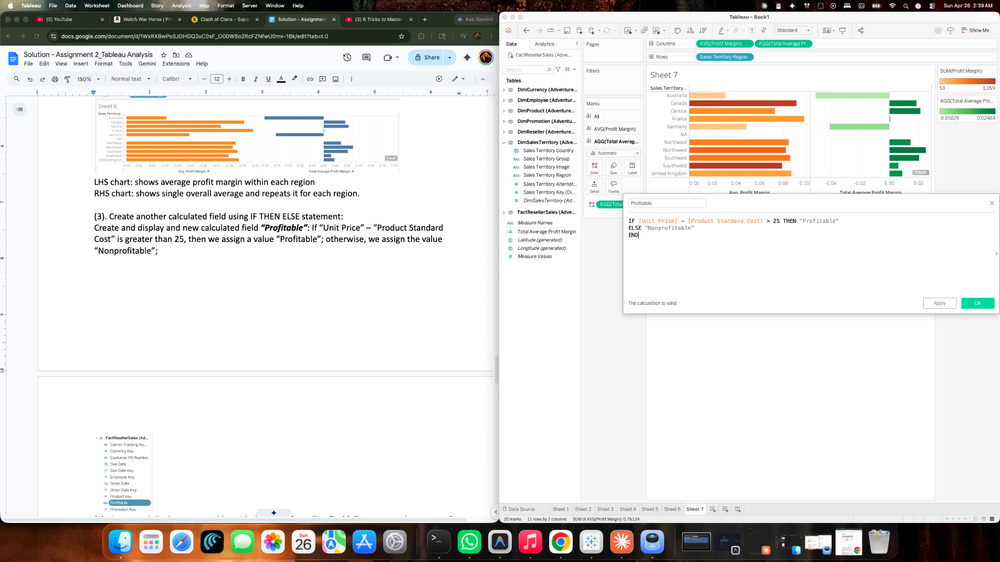 Tableau File Data Worksheet Dashboard Story Analysis Map Format Server Window Help
Sun Apr 26 2:39 AM
(3) YouTube
Watch War Horse | Pri
Clash of Clans - Supe
Solution - Assignment
(3) 6 Tricks to Master
Ask Gemini
docs.google.com/document/d/1WxRXBwPoSJDHGQ2uC0sF_O00W8o2RcFZNfwU0mv-1Bk/edit?tab=t.0
Solution - Assignment 2_Tableau Analysis
File Edit View Insert Format Tools Gemini Extensions Help
Share
150% Normal text Calibri 12
1 1 2 3 4 5 6 7
Sheet 6
Sales Territory..
Australia
Canada
Central
France
Germany
NA
Northeast
Northwest
Southeast
Southwest
United Kingdom
1 null
0.00 0.01 0.02 0.03 0.04 0.05 0.06 0.07 0.08 0.09 0.10 -0.05 -0.04 -0.03 -0.02 -0.01 0.00 0.01 0.02 0.03 0.04 0.05 0.06
Avg. Profit Margin
Total Average Profit Margin
LHS chart: shows average profit margin within each region
RHS chart: shows single overall average and repeats it for each region.
(3). Create another calculated field using IF THEN ELSE statement:
Create and display and new calculated field “Profitable”: If “Unit Price” – “Product Standard
Cost” is greater than 25, then we assign a value “Profitable”; otherwise, we assign the value
“Nonprofitable”;
FactResellerSales (Ad...
Abc Carrier Tracking Nu...
# Currency Key
Abc Customer PO Number
Due Date
Due Date Key
# Employee Key
Order Date
Order Date Key
# Product Key
Profitable
# Promotion Key
Tableau - Book1
Standard
Show Me
Data Analytics
FactResellerSales (Adve...
Search
Tables
DimCurrency (Adventure...
DimEmployee (Adventur...
DimProduct (Adventure...
DimPromotion (Adventu...
DimReseller (Adventure...
DimSalesTerritory (Adve...
Sales Territory Country
Abc Sales Territory Group
Abc Sales Territory Image
Abc Sales Territory Region
# Sales Territory Alternat...
# Sales Territory Key (Di...
# DimSalesTerritory (Ad...
FactResellerSales (Adve...
Abc Measure Names
=# Total Average Profit Margin
Latitude (generated)
Longitude (generated)
# Measure Values
Pages
Filters
Marks
All
AVG(Profit Margin)
AGG(Total Averag...
Automatic
Color Size Label
Detail Tooltip
AGG(Total
Columns AVG(Profit Margin) AGG(Total Average Pr..
Rows Sales Territory Region
Sheet 7
Sales Territory ..
Australia
Canada
Central
France
Germany
NA
Northeast
Northwest
Southeast
Southwest
United Kingdom
1 null
0.00 0.02 0.04 0.06 0.08 0.10 -0.04 -0.02 0.00 0.02
Avg. Profit Margin
Total Average Profit Margin
SUM(Profit Margin)
53 1,059
AGG(Total Average Pro...
-0.05029 0.02484
Profitable
IF [Unit Price] - [Product Standard Cost] > 25 THEN "Profitable"
ELSE "Nonprofitable"
END
The calculation is valid.
Apply
OK
Data Source Sheet 1 Sheet 2 Sheet 3 Sheet 4 Sheet 5 Sheet 6 Sheet 7
20 marks 11 rows by 2 columns SUM of AVG(Profit Margin): 0.76124
Sun
26